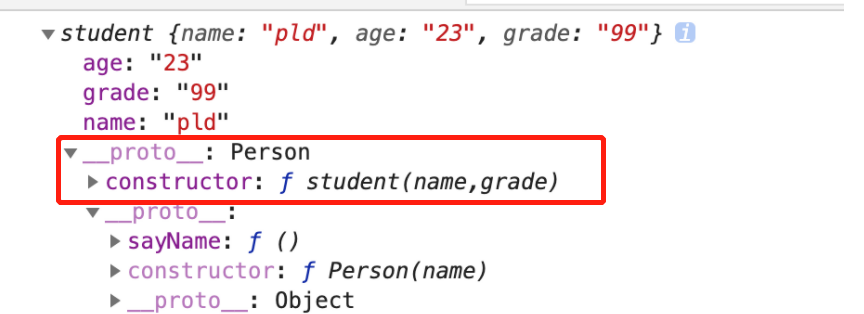 ▼student {name: "pld", age: "23", grade: "99"} i
age: "23"
grade: "99"
name: "pld"
▼__proto__: Person
▶constructor: ƒ student(name,grade)
▼__proto__:
▶sayName: ƒ ()
▶constructor: ƒ Person(name)
▶__proto__: Object